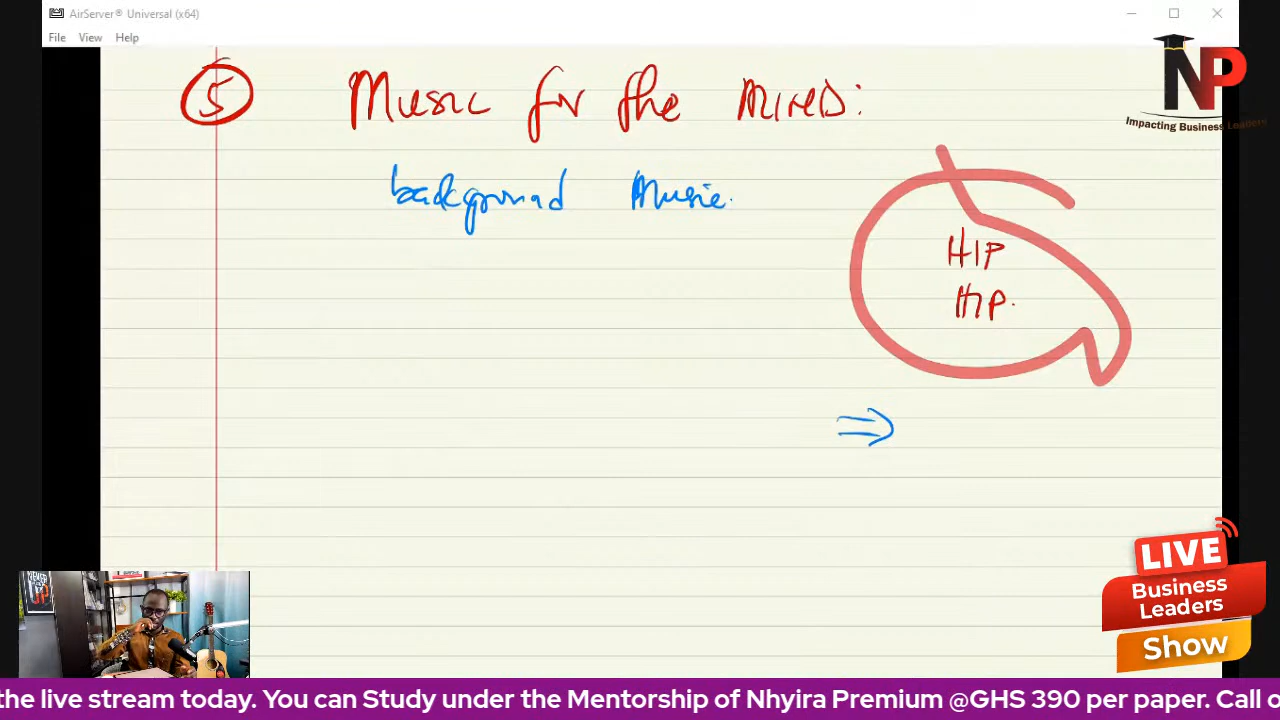 AirServer® Universal (x64)
File View Help
5 Music for the MIND:
background Music.
HIP
HIP.
NP
Impacting Business Leaders
LIVE
Business
Leaders
Show
the live stream today. You can Study under the Mentorship of Nhyira Premium @GHS 390 per paper. Call o